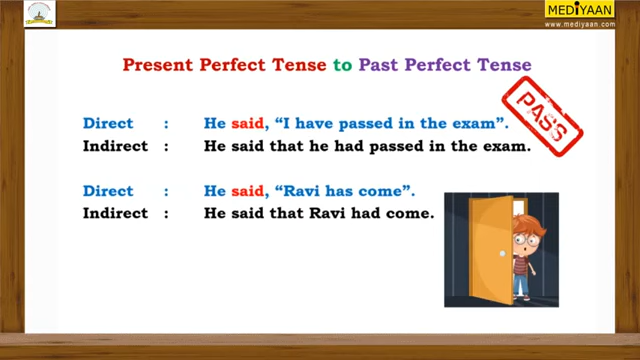 MEDiYAAN
www.mediyaan.com
Present Perfect Tense to Past Perfect Tense
PASS
Direct : He said, “I have passed in the exam”.
Indirect : He said that he had passed in the exam.
Direct : He said, “Ravi has come”.
Indirect : He said that Ravi had come.